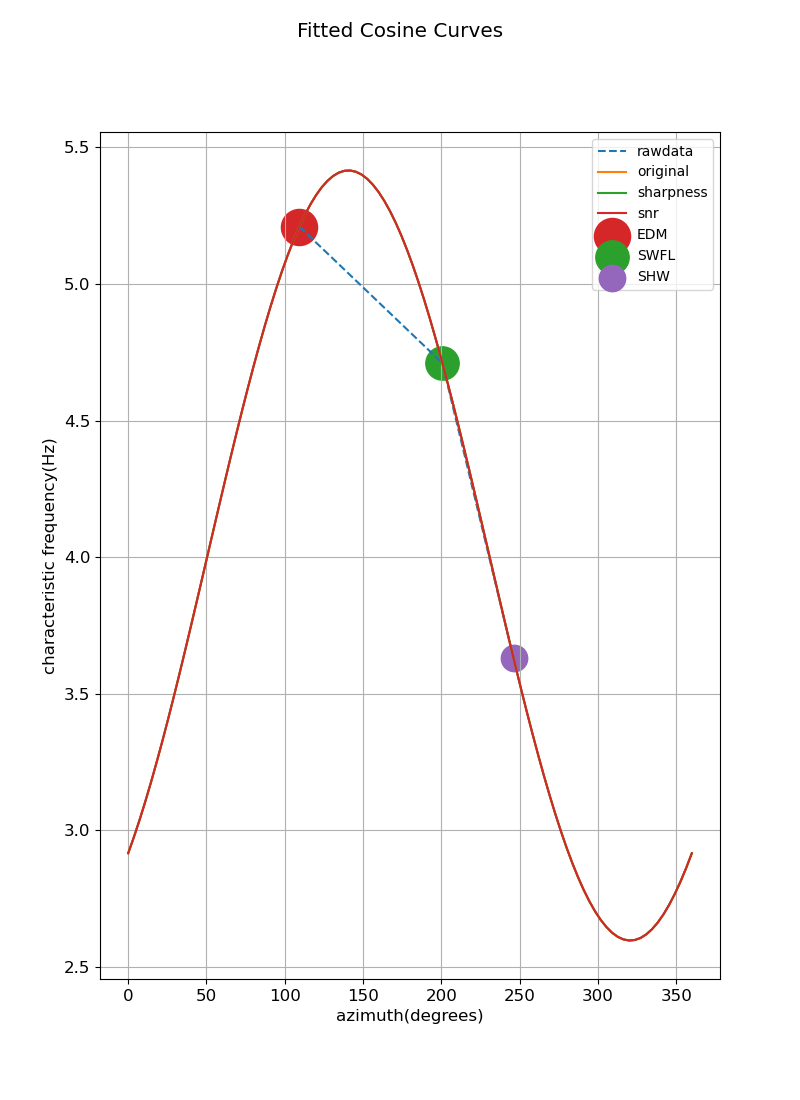 Fitted Cosine Curves
5.5
5.0
4.5
4.0
3.5
3.0
2.5
characteristic frequency(Hz)
rawdata
original
sharpness
snr
EDM
SWFL
SHW
0 50 100 150 200 250 300 350
azimuth(degrees)